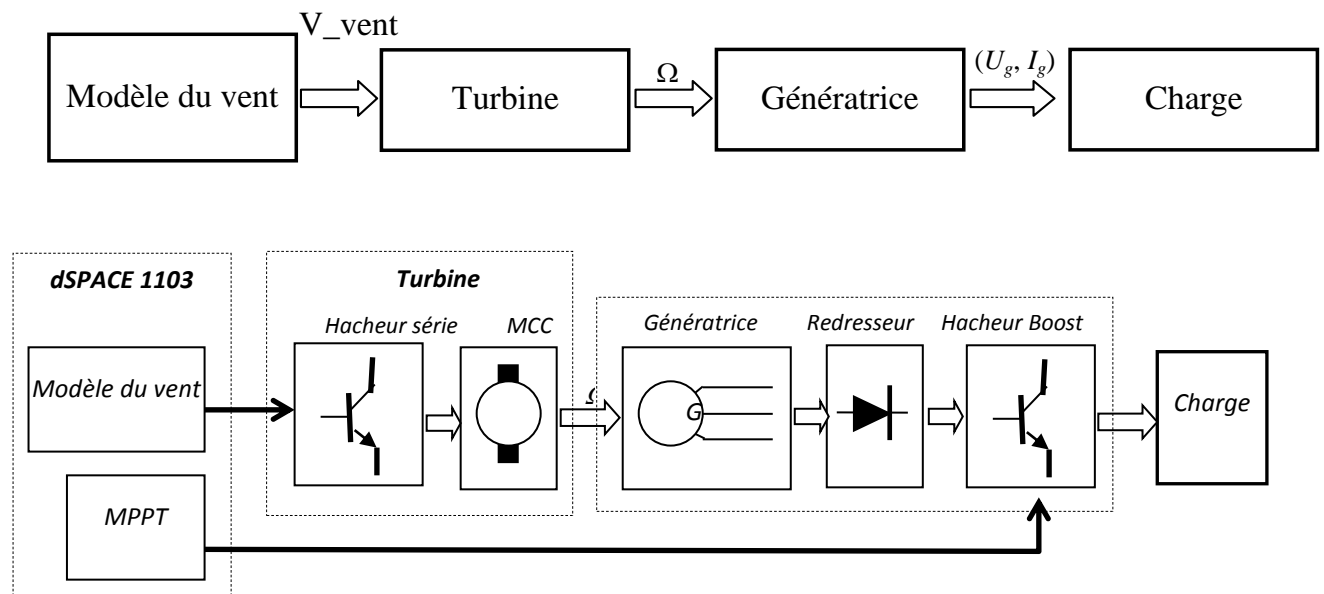 V_vent
Modèle du vent
Turbine
Ω
Génératrice
(Ug, Ig)
Charge
dSPACE 1103
Turbine
Hacheur série
MCC
Génératrice
Redresseur
Hacheur Boost
Modèle du vent
G
Charge
MPPT